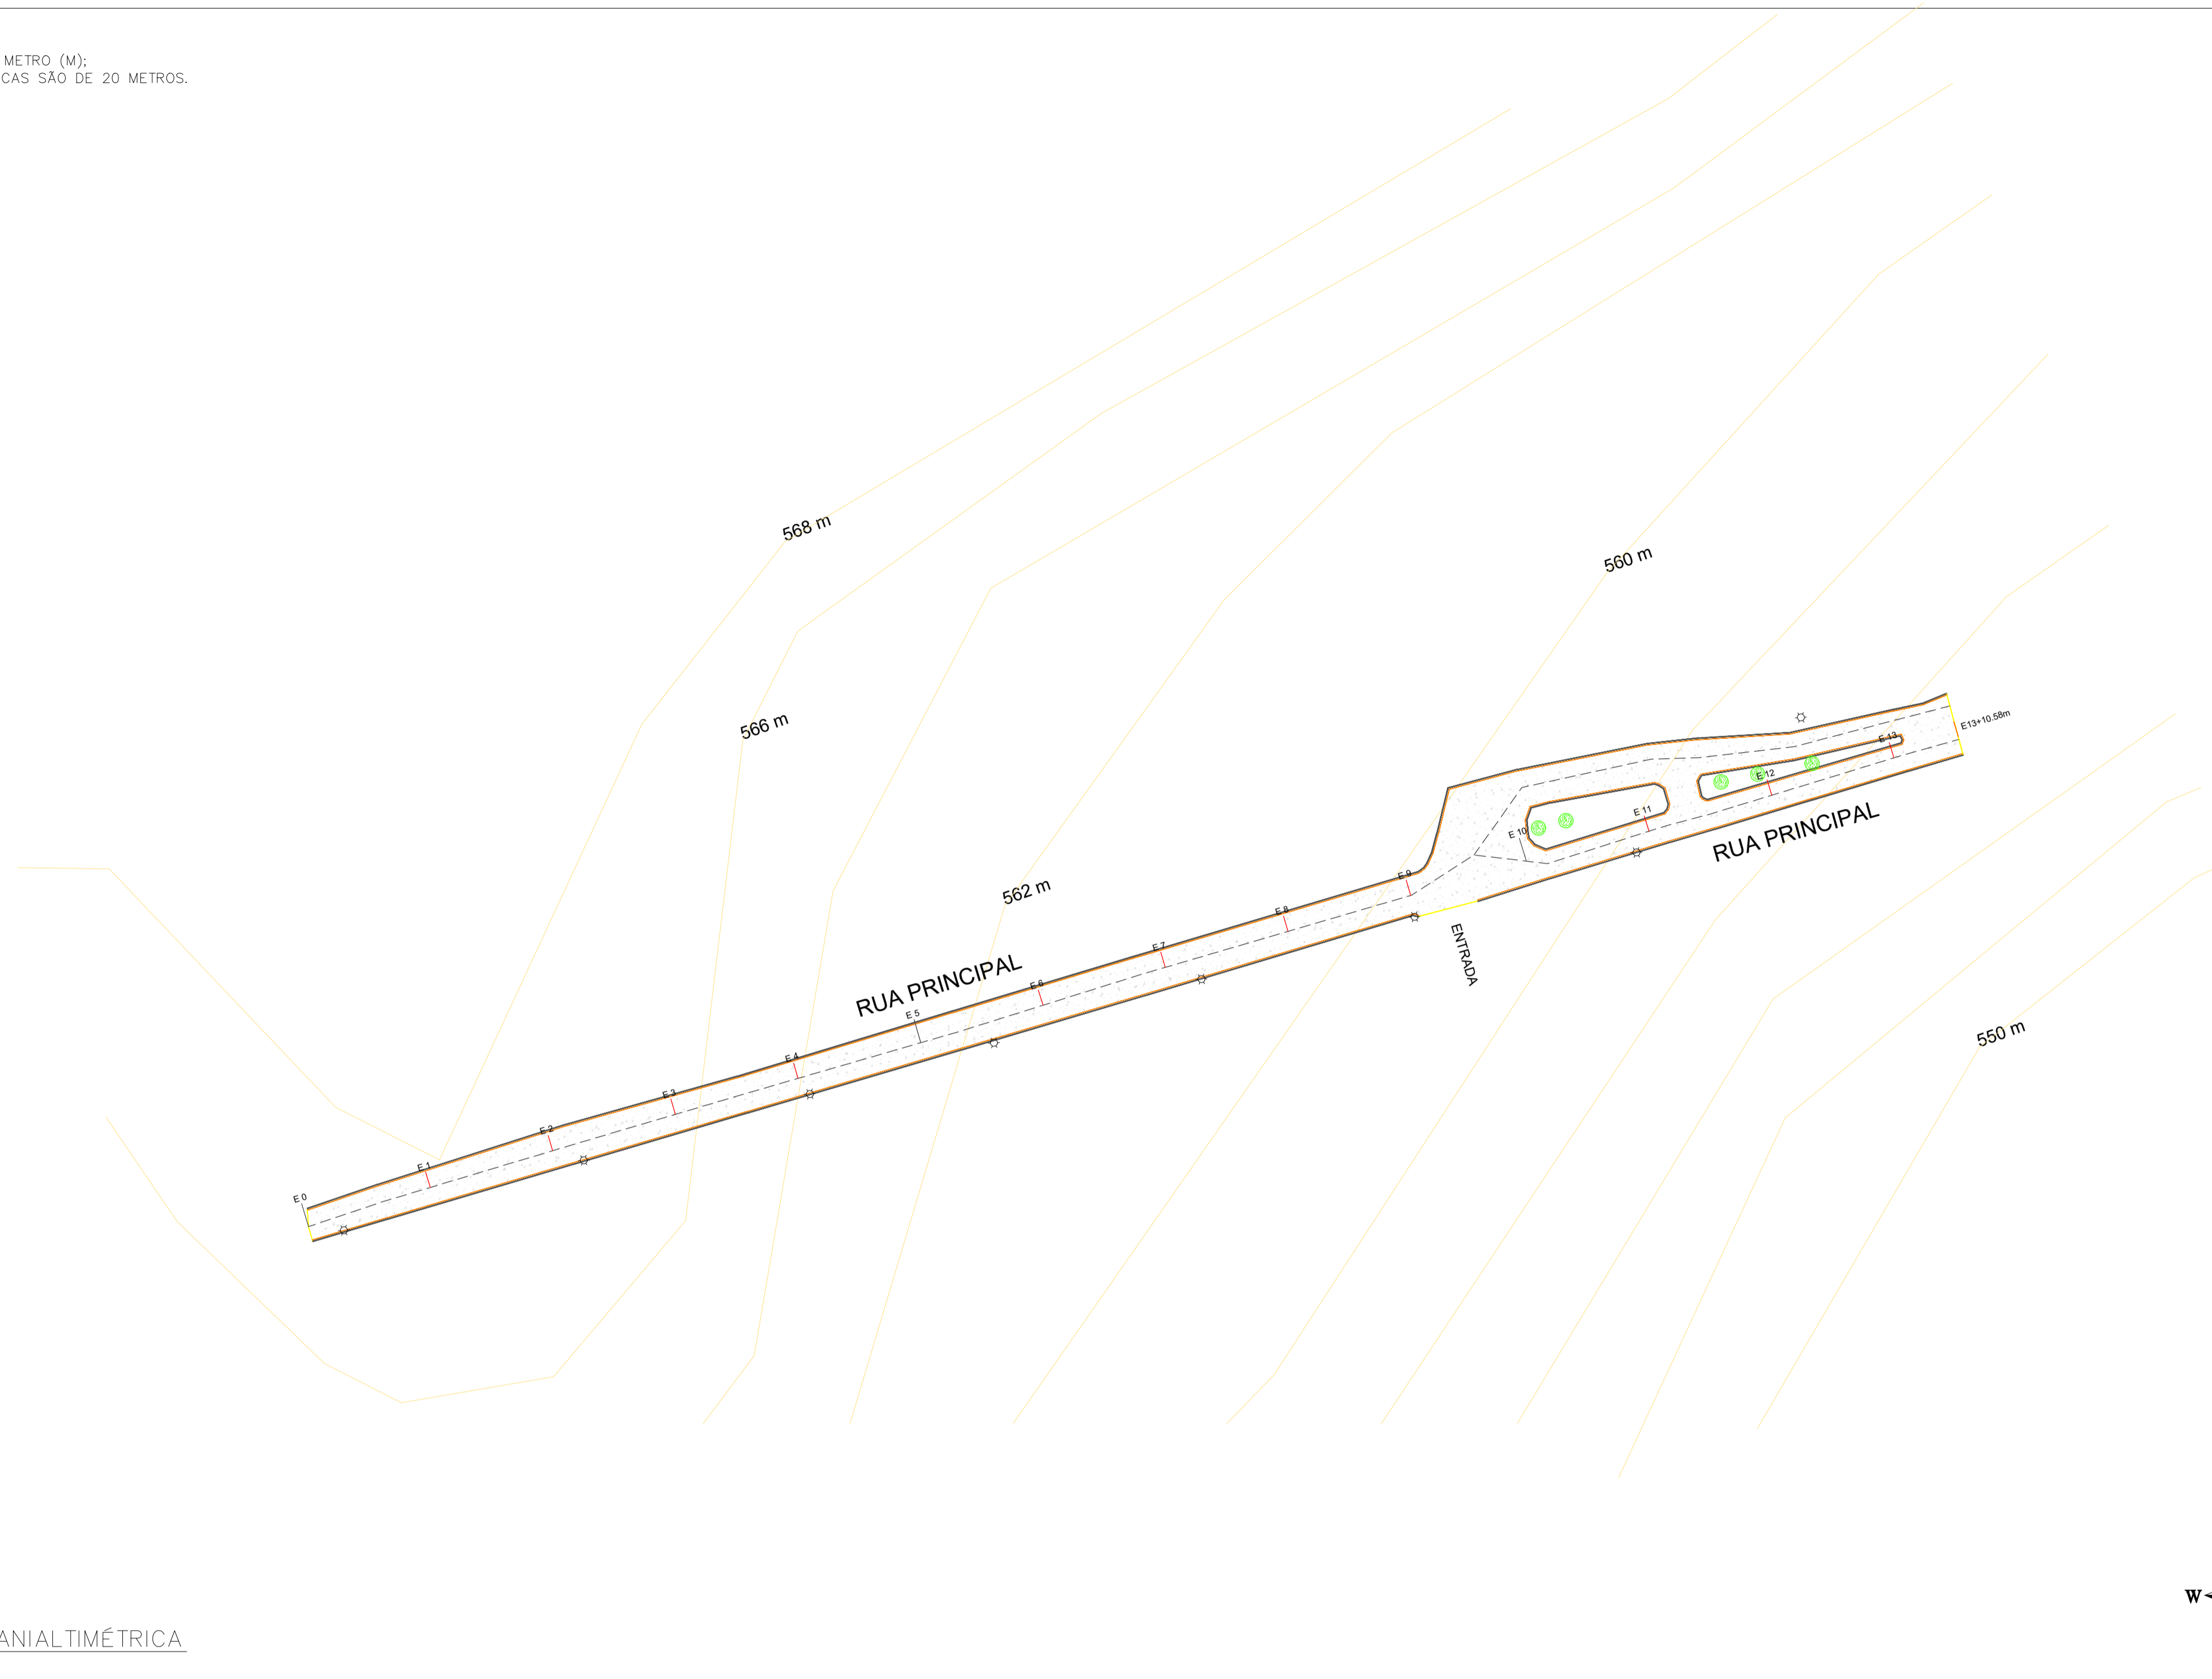 METRO (M);
CAS SÃO DE 20 METROS.
568 m
560 m
566 m
E13+10.58m
E 13
E 12
E 11
RUA PRINCIPAL
E 10
E 9
562 m
E 8
ENTRADA
E 7
RUA PRINCIPAL
E 6
E 5
550 m
E 4
E 3
E 2
E 1
E 0
W
ANIALTIMÉTRICA